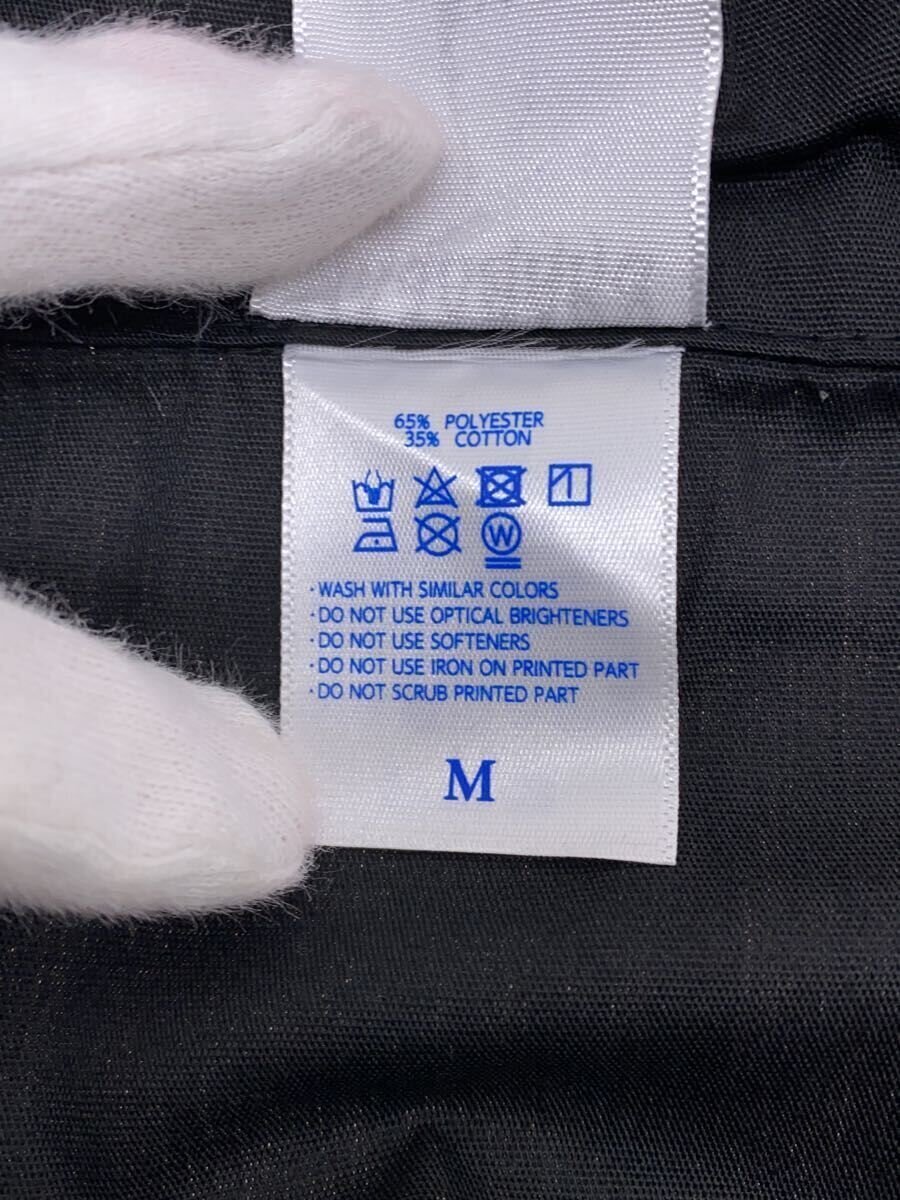 65% POLYESTER
35% COTTON
W
·WASH WITH SIMILAR COLORS
·DO NOT USE OPTICAL BRIGHTENERS
·DO NOT USE SOFTENERS
·DO NOT USE IRON ON PRINTED PART
·DO NOT SCRUB PRINTED PART
M